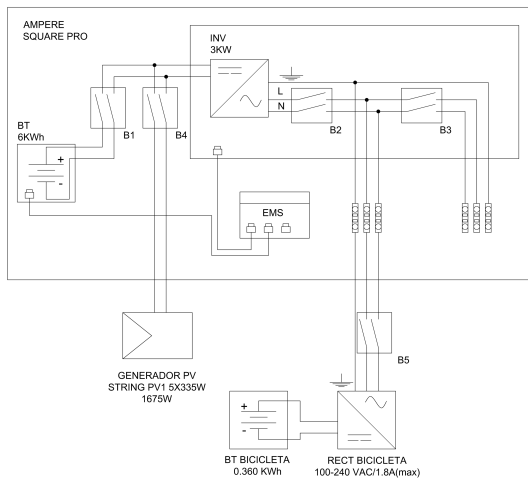 AMPERE
SQUARE PRO
INV
3KW
L
N
B1
B4
B2
B3
BT
6KWh
+
-
EMS
B5
GENERADOR PV
STRING PV1 5X335W
1675W
+
-
BT BICICLETA
0.360 KWh
RECT BICICLETA
100-240 VAC/1.8A(max)